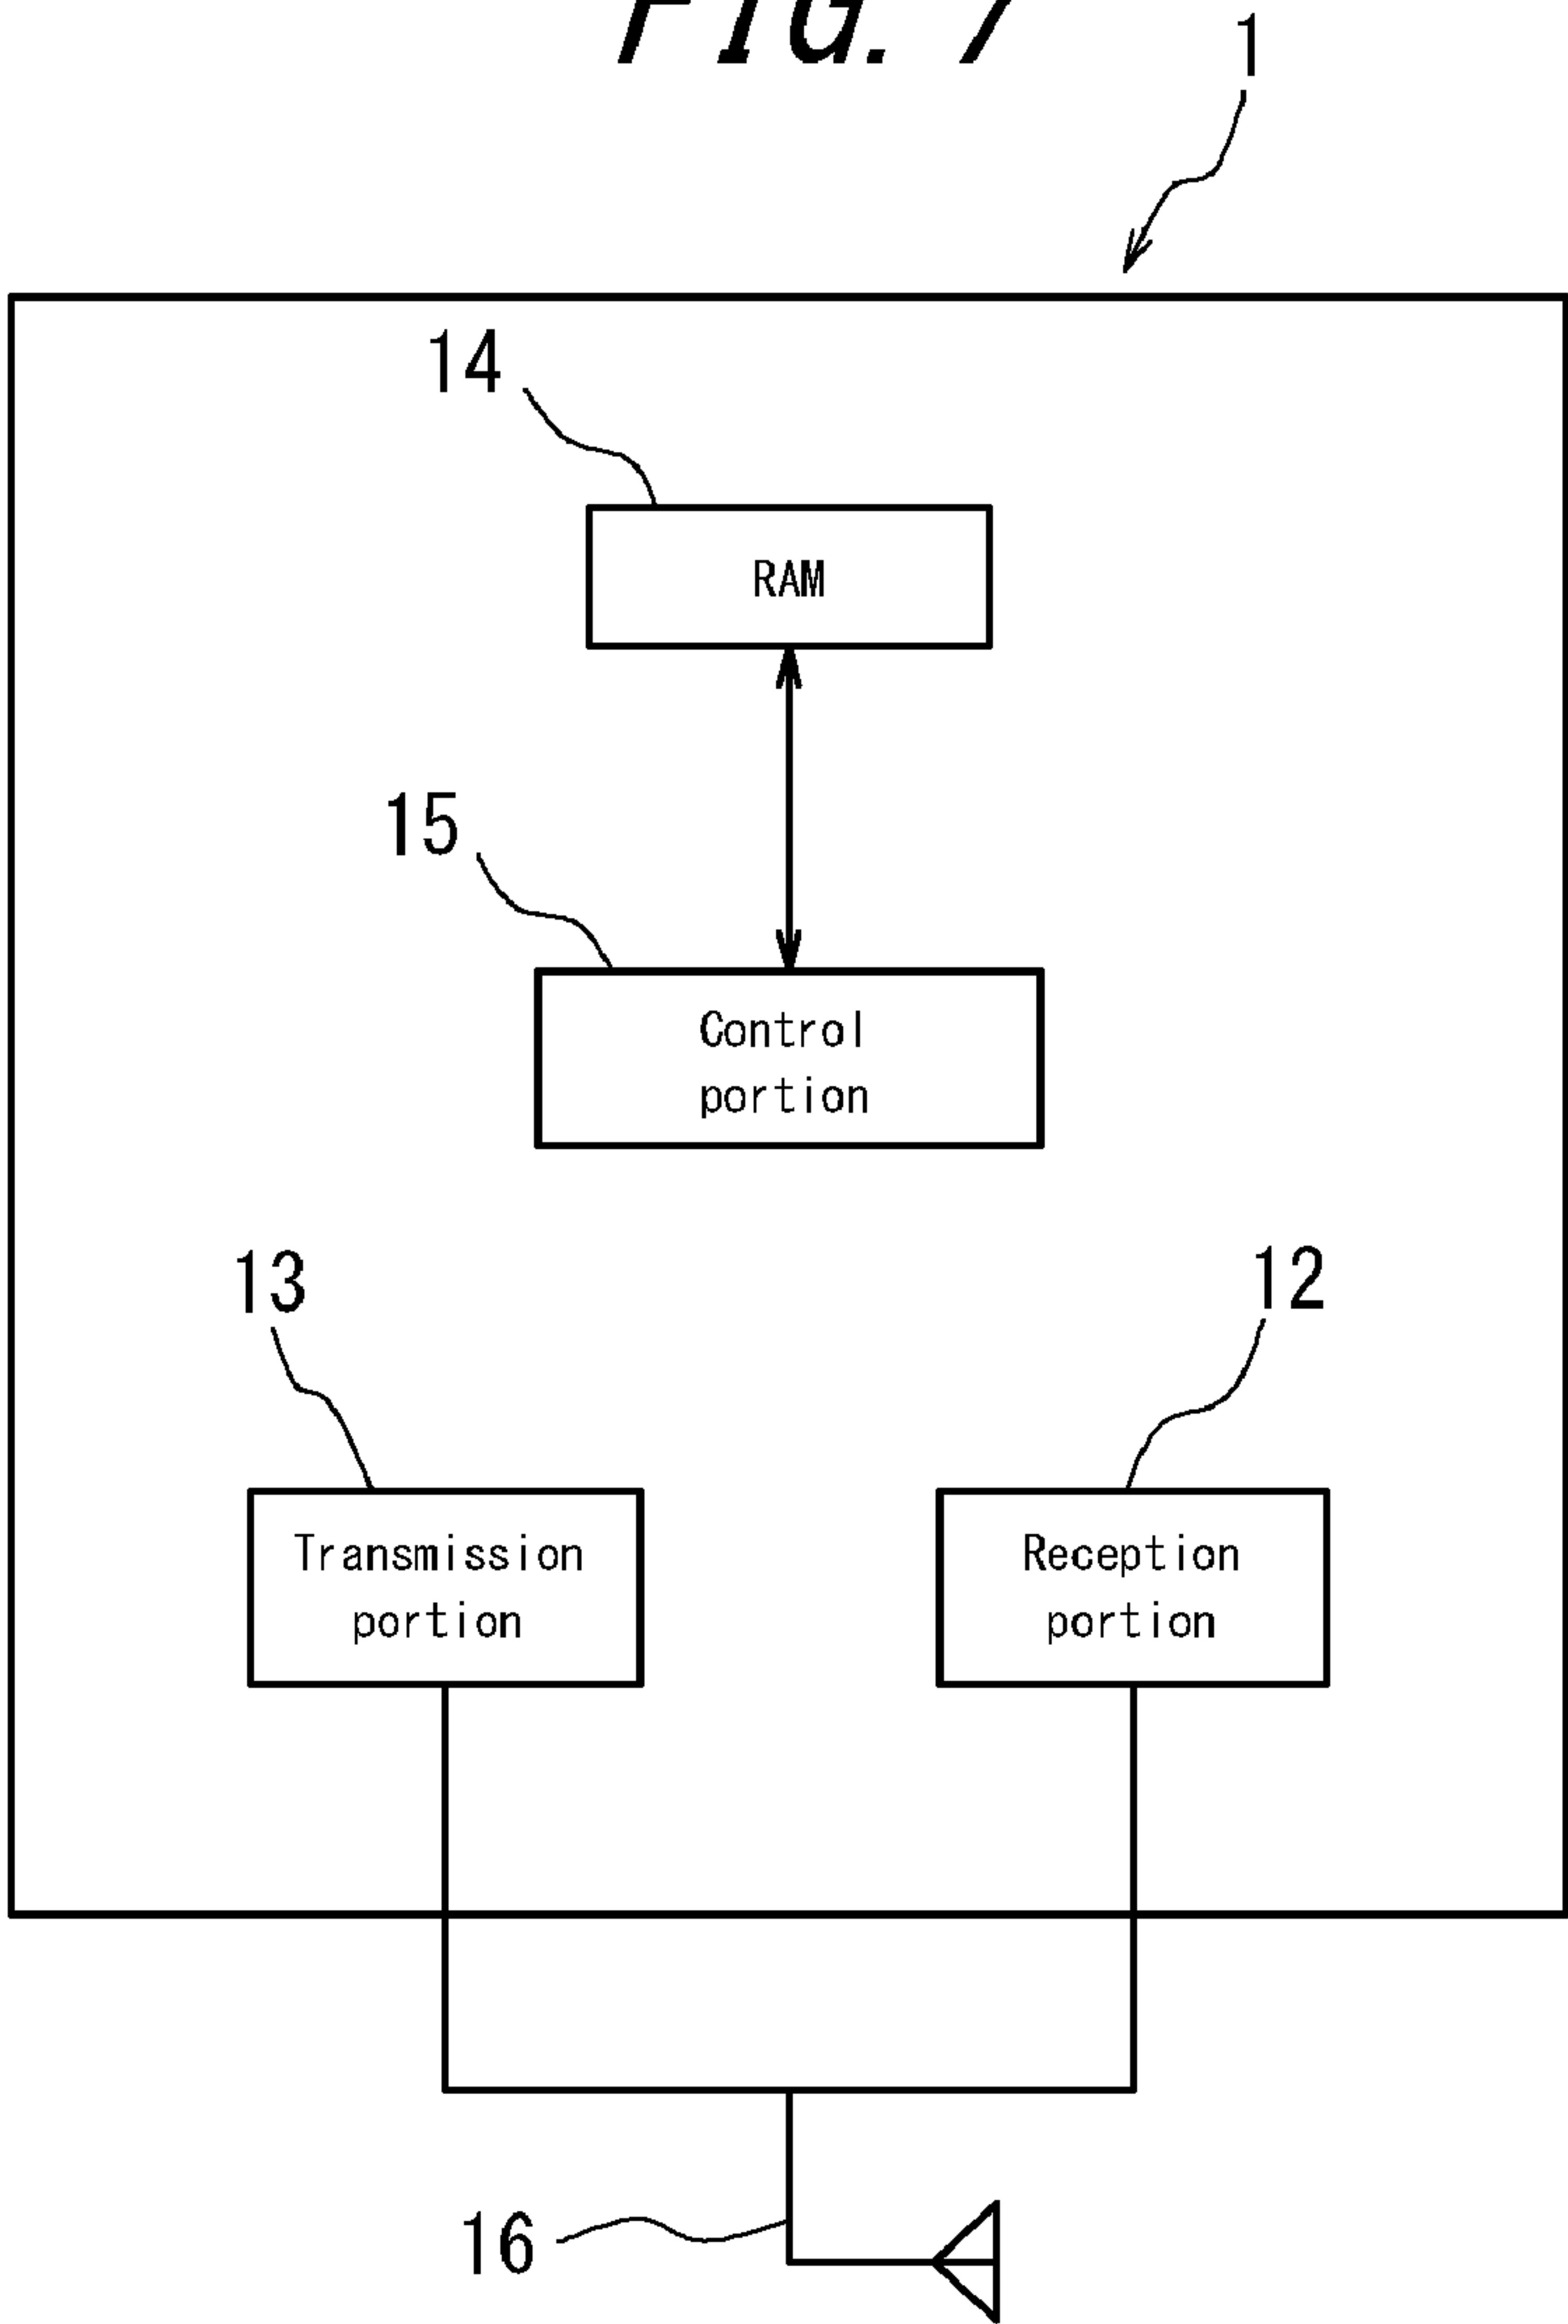 FIG. 7
1
14
RAM
15
Control
portion
13
12
Transmission
portion
Reception
portion
16